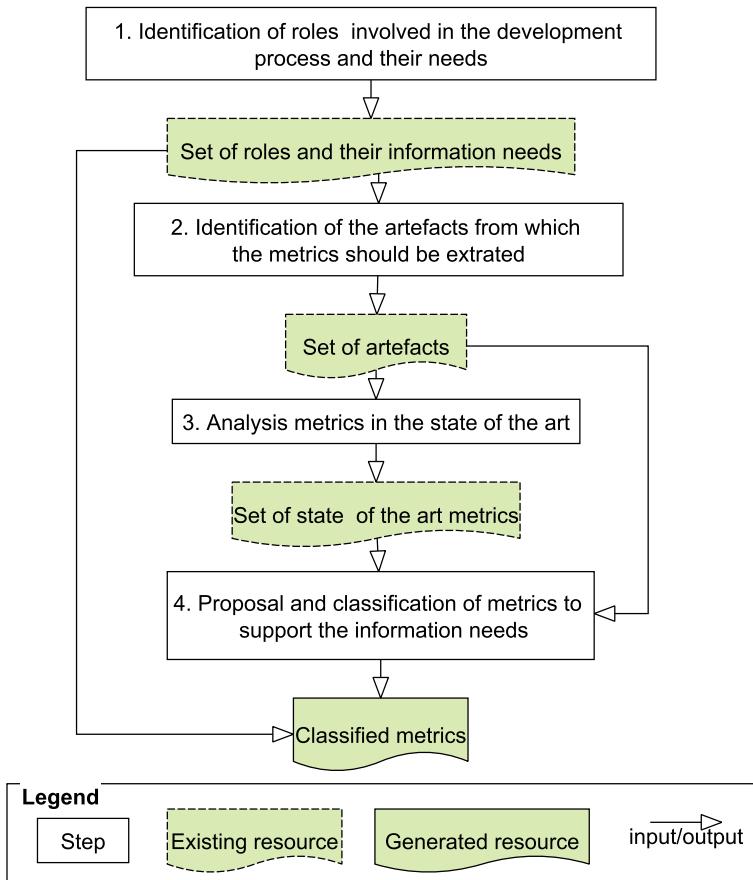 1. Identification of roles  involved in the development
process and their needs
Set of roles and their information needs
2. Identification of the artefacts from which
the metrics should be extrated
Set of artefacts
3. Analysis metrics in the state of the art
Set of state  of the art metrics
4. Proposal and classification of metrics to
support the information needs
Classified metrics
Legend
Step
Existing resource
Generated resource
input/output